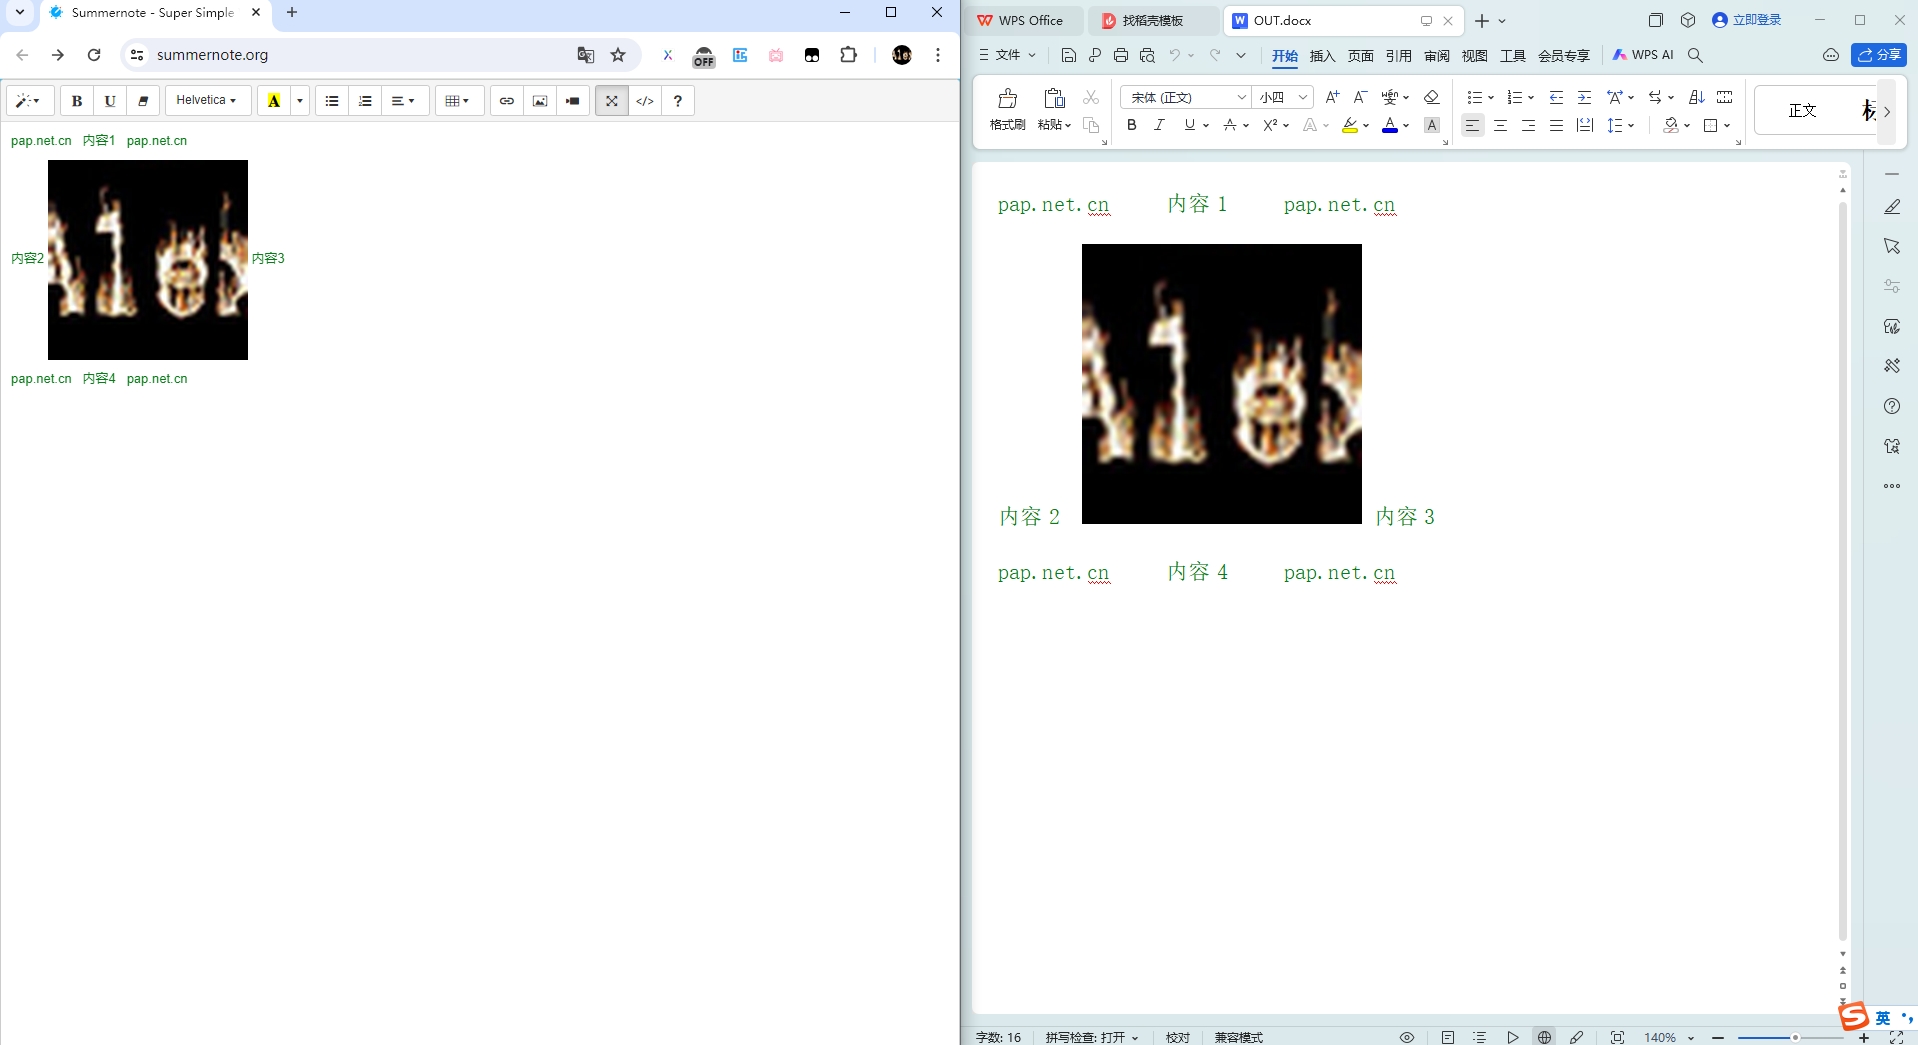 Summernote - Super Simple
summernote.org
OFF
B U Helvetica A </> ?
pap.net.cn 内容1 pap.net.cn
内容2 内容3
pap.net.cn 内容4 pap.net.cn
WPS Office 找稻壳模板 OUT.docx 立即登录
文件 开始 插入 页面 引用 审阅 视图 工具 会员专享 WPS AI 分享
宋体 (正文) 小四 A+ A-
格式刷 粘贴 B I U A X² A A A 正文
pap.net.cn 内容 1 pap.net.cn
内容 2 内容 3
pap.net.cn 内容 4 pap.net.cn
字数: 16 拼写检查: 打开 校对 兼容模式 140%
S 英